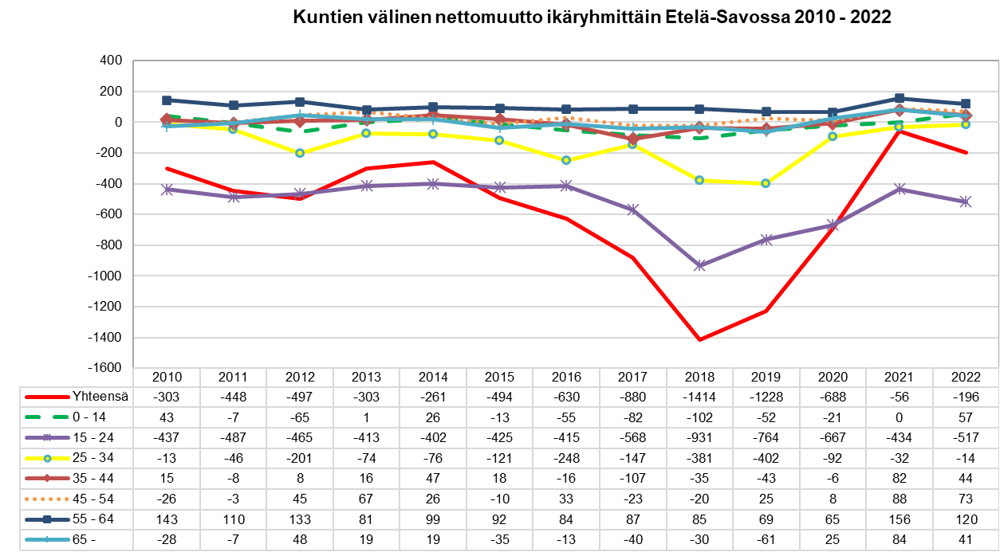 Kuntien välinen nettomuutto ikäryhmittäin Etelä-Savossa 2010 - 2022
400
200
0
-200
-400
-600
-800
-1000
-1200
-1400
-1600
2010 2011 2012 2013 2014 2015 2016 2017 2018 2019 2020 2021 2022
Yhteensä -303 -448 -497 -303 -261 -494 -630 -880 -1414 -1228 -688 -56 -196
0 - 14 43 -7 -65 1 26 -13 -55 -82 -102 -52 -21 0 57
15 - 24 -437 -487 -465 -413 -402 -425 -415 -568 -931 -764 -667 -434 -517
25 - 34 -13 -46 -201 -74 -76 -121 -248 -147 -381 -402 -92 -32 -14
35 - 44 15 -8 8 16 47 18 -16 -107 -35 -43 -6 82 44
45 - 54 -26 -3 45 67 26 -10 33 -23 -20 25 8 88 73
55 - 64 143 110 133 81 99 92 84 87 85 69 65 156 120
65 - -28 -7 48 19 19 -35 -13 -40 -30 -61 25 84 41